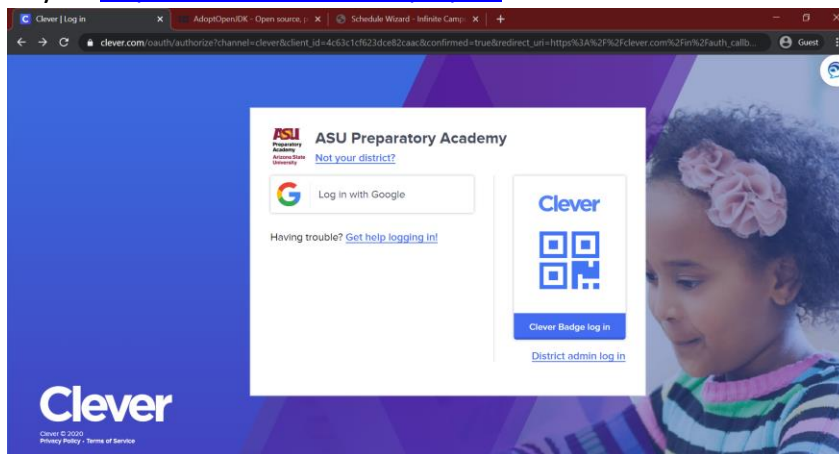 Clever | Log in
AdoptOpenJDK - Open source, p
Schedule Wizard - Infinite Camp
clever.com/oauth/authorize?channel=clever&client_id=4c63c1cf623dce82caac&confirmed=true&redirect_uri=https%3A%2F%2Fclever.com%2Fin%2Fauth_callb...
Guest
ASU
Preparatory
Academy
Arizona State
University
ASU Preparatory Academy
Not your district?
Log in with Google
Having trouble? Get help logging in!
Clever
Clever Badge log in
District admin log in
Clever
Clever © 2020
Privacy Policy - Terms of Service